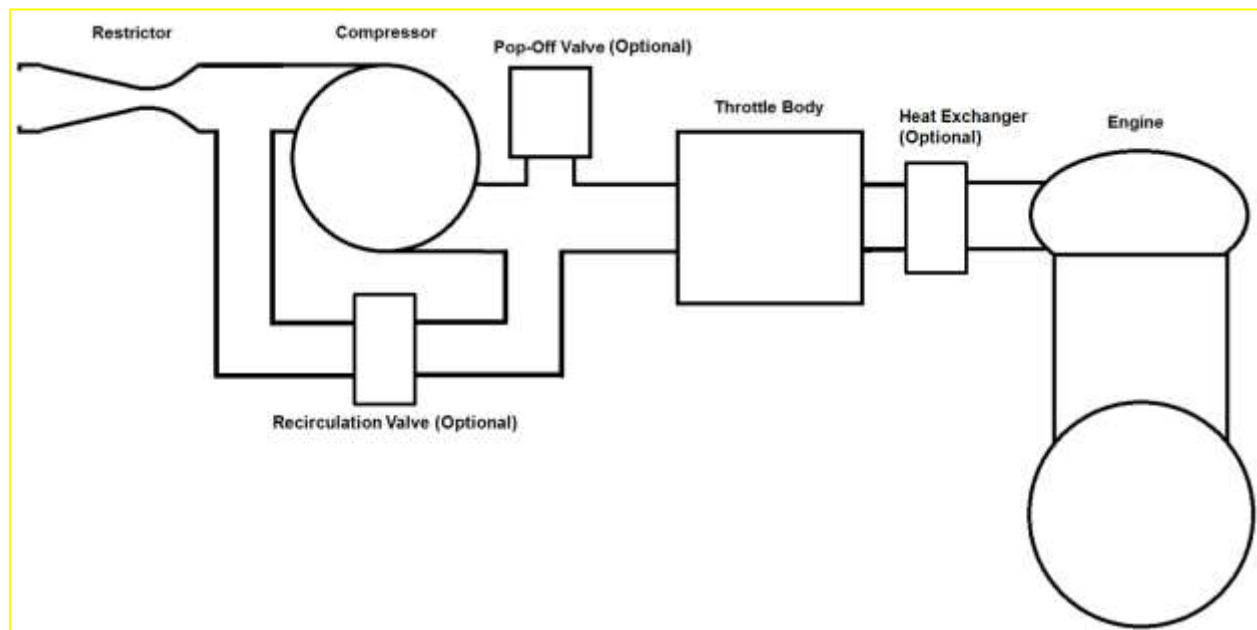 Restrictor
Compressor
Pop-Off Valve (Optional)
Throttle Body
Heat Exchanger
(Optional)
Engine
Recirculation Valve (Optional)